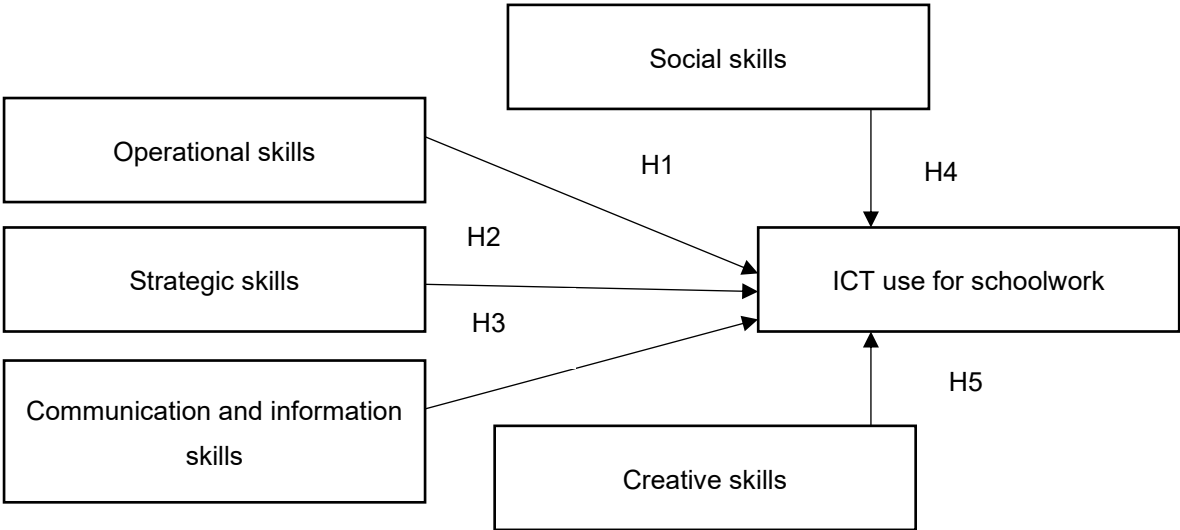 Social skills
Operational skills
H1
H4
H2
Strategic skills
ICT use for schoolwork
H3
Communication and information
skills
H5
Creative skills